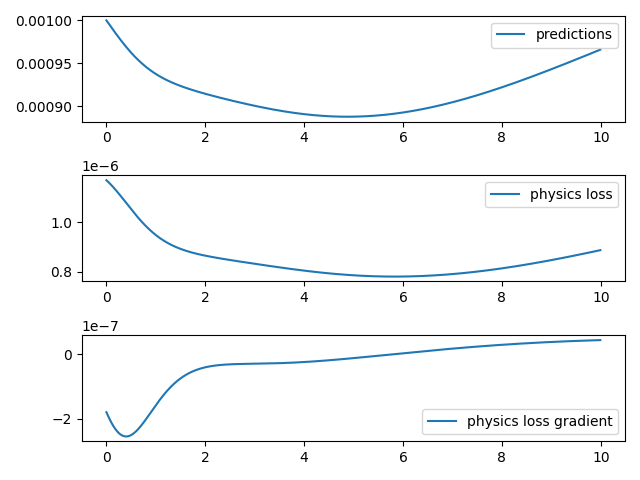 0.00100
predictions
0.00095
0.00090
0 2 4 6 8 10
1e−6
physics loss
1.0
0.8
0 2 4 6 8 10
1e−7
0
−2
physics loss gradient
0 2 4 6 8 10